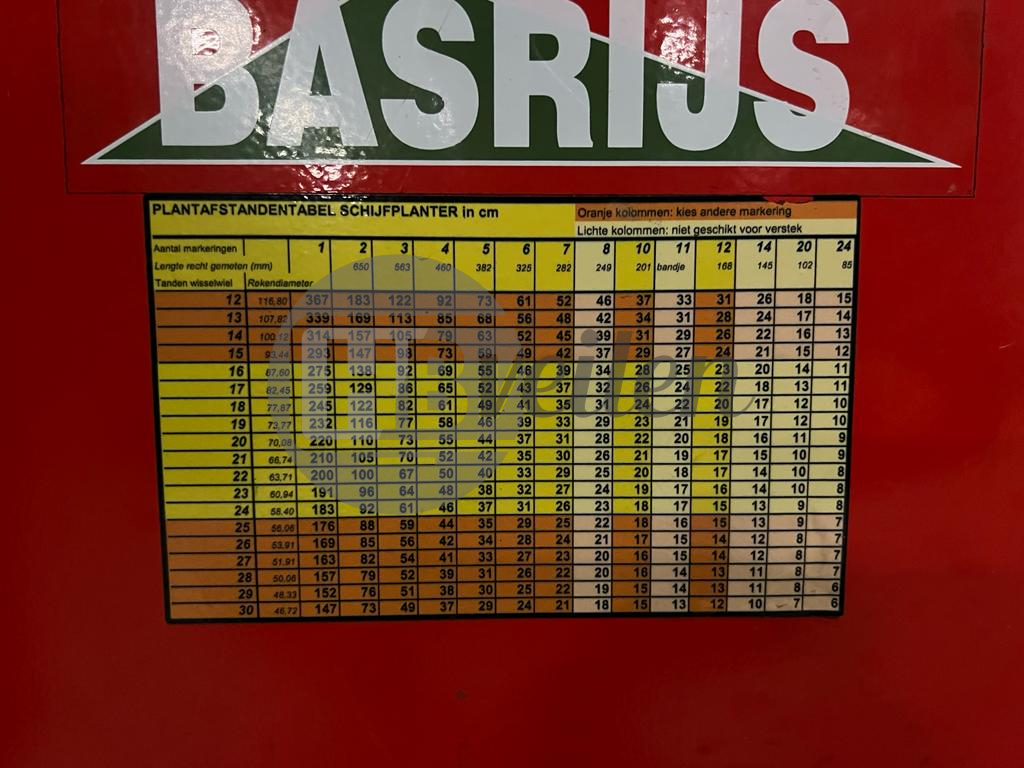 BASRIJS
PLANTAFSTANDENTABEL SCHIJFPLANTER in cm
Oranje kolommen: kies andere markering
Lichte kolommen: niet geschikt voor verstek
Aantal markeringen 1 2 3 4 5 6 7 8 10 11 12 14 20 24
Lengte recht gemeten (mm) 650 563 460 382 325 282 249 201 bandje 168 145 102 85
Tanden wisselwiel Rekendiameter
12 116,80 367 183 122 92 73 61 52 46 37 33 31 26 18 15
13 107,82 339 169 113 85 68 56 48 42 34 31 28 24 17 14
14 100,12 314 157 105 79 63 52 45 39 31 29 26 22 16 13
15 93,44 293 147 98 73 59 49 42 37 29 27 24 21 15 12
16 87,60 275 138 92 69 55 46 39 34 28 25 23 20 14 11
17 82,45 259 129 86 65 52 43 37 32 26 24 22 18 13 11
18 77,87 245 122 82 61 49 41 35 31 24 22 20 17 12 10
19 73,77 232 116 77 58 46 39 33 29 23 21 19 17 12 10
20 70,08 220 110 73 55 44 37 31 28 22 20 18 16 11 9
21 66,74 210 105 70 52 42 35 30 26 21 19 17 15 10 9
22 63,71 200 100 67 50 40 33 29 25 20 18 17 14 10 8
23 60,94 191 96 64 48 38 32 27 24 19 17 16 14 10 8
24 58,40 183 92 61 46 37 31 26 23 18 17 15 13 9 8
25 56,06 176 88 59 44 35 29 25 22 18 16 15 13 9 7
26 53,91 169 85 56 42 34 28 24 21 17 15 14 12 8 7
27 51,91 163 82 54 41 33 27 23 20 16 15 14 12 8 7
28 50,06 157 79 52 39 31 26 22 20 16 14 13 11 8 7
29 48,33 152 76 51 38 30 25 22 19 15 14 13 11 8 6
30 46,72 147 73 49 37 29 24 21 18 15 13 12 10 7 6
veilen